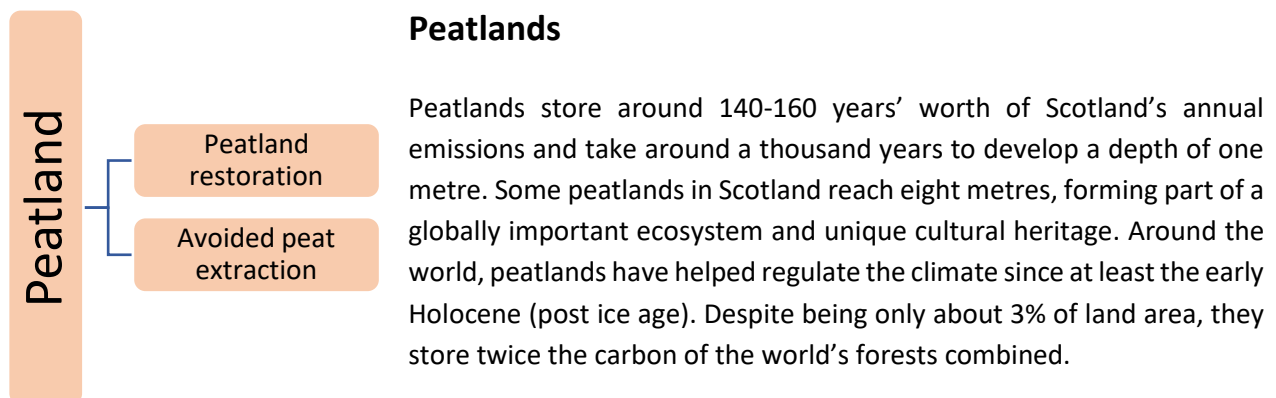 Peatland
Peatland
restoration
Avoided peat
extraction
Peatlands
Peatlands store around 140-160 years’ worth of Scotland’s annual
emissions and take around a thousand years to develop a depth of one
metre. Some peatlands in Scotland reach eight metres, forming part of a
globally important ecosystem and unique cultural heritage. Around the
world, peatlands have helped regulate the climate since at least the early
Holocene (post ice age). Despite being only about 3% of land area, they
store twice the carbon of the world’s forests combined.